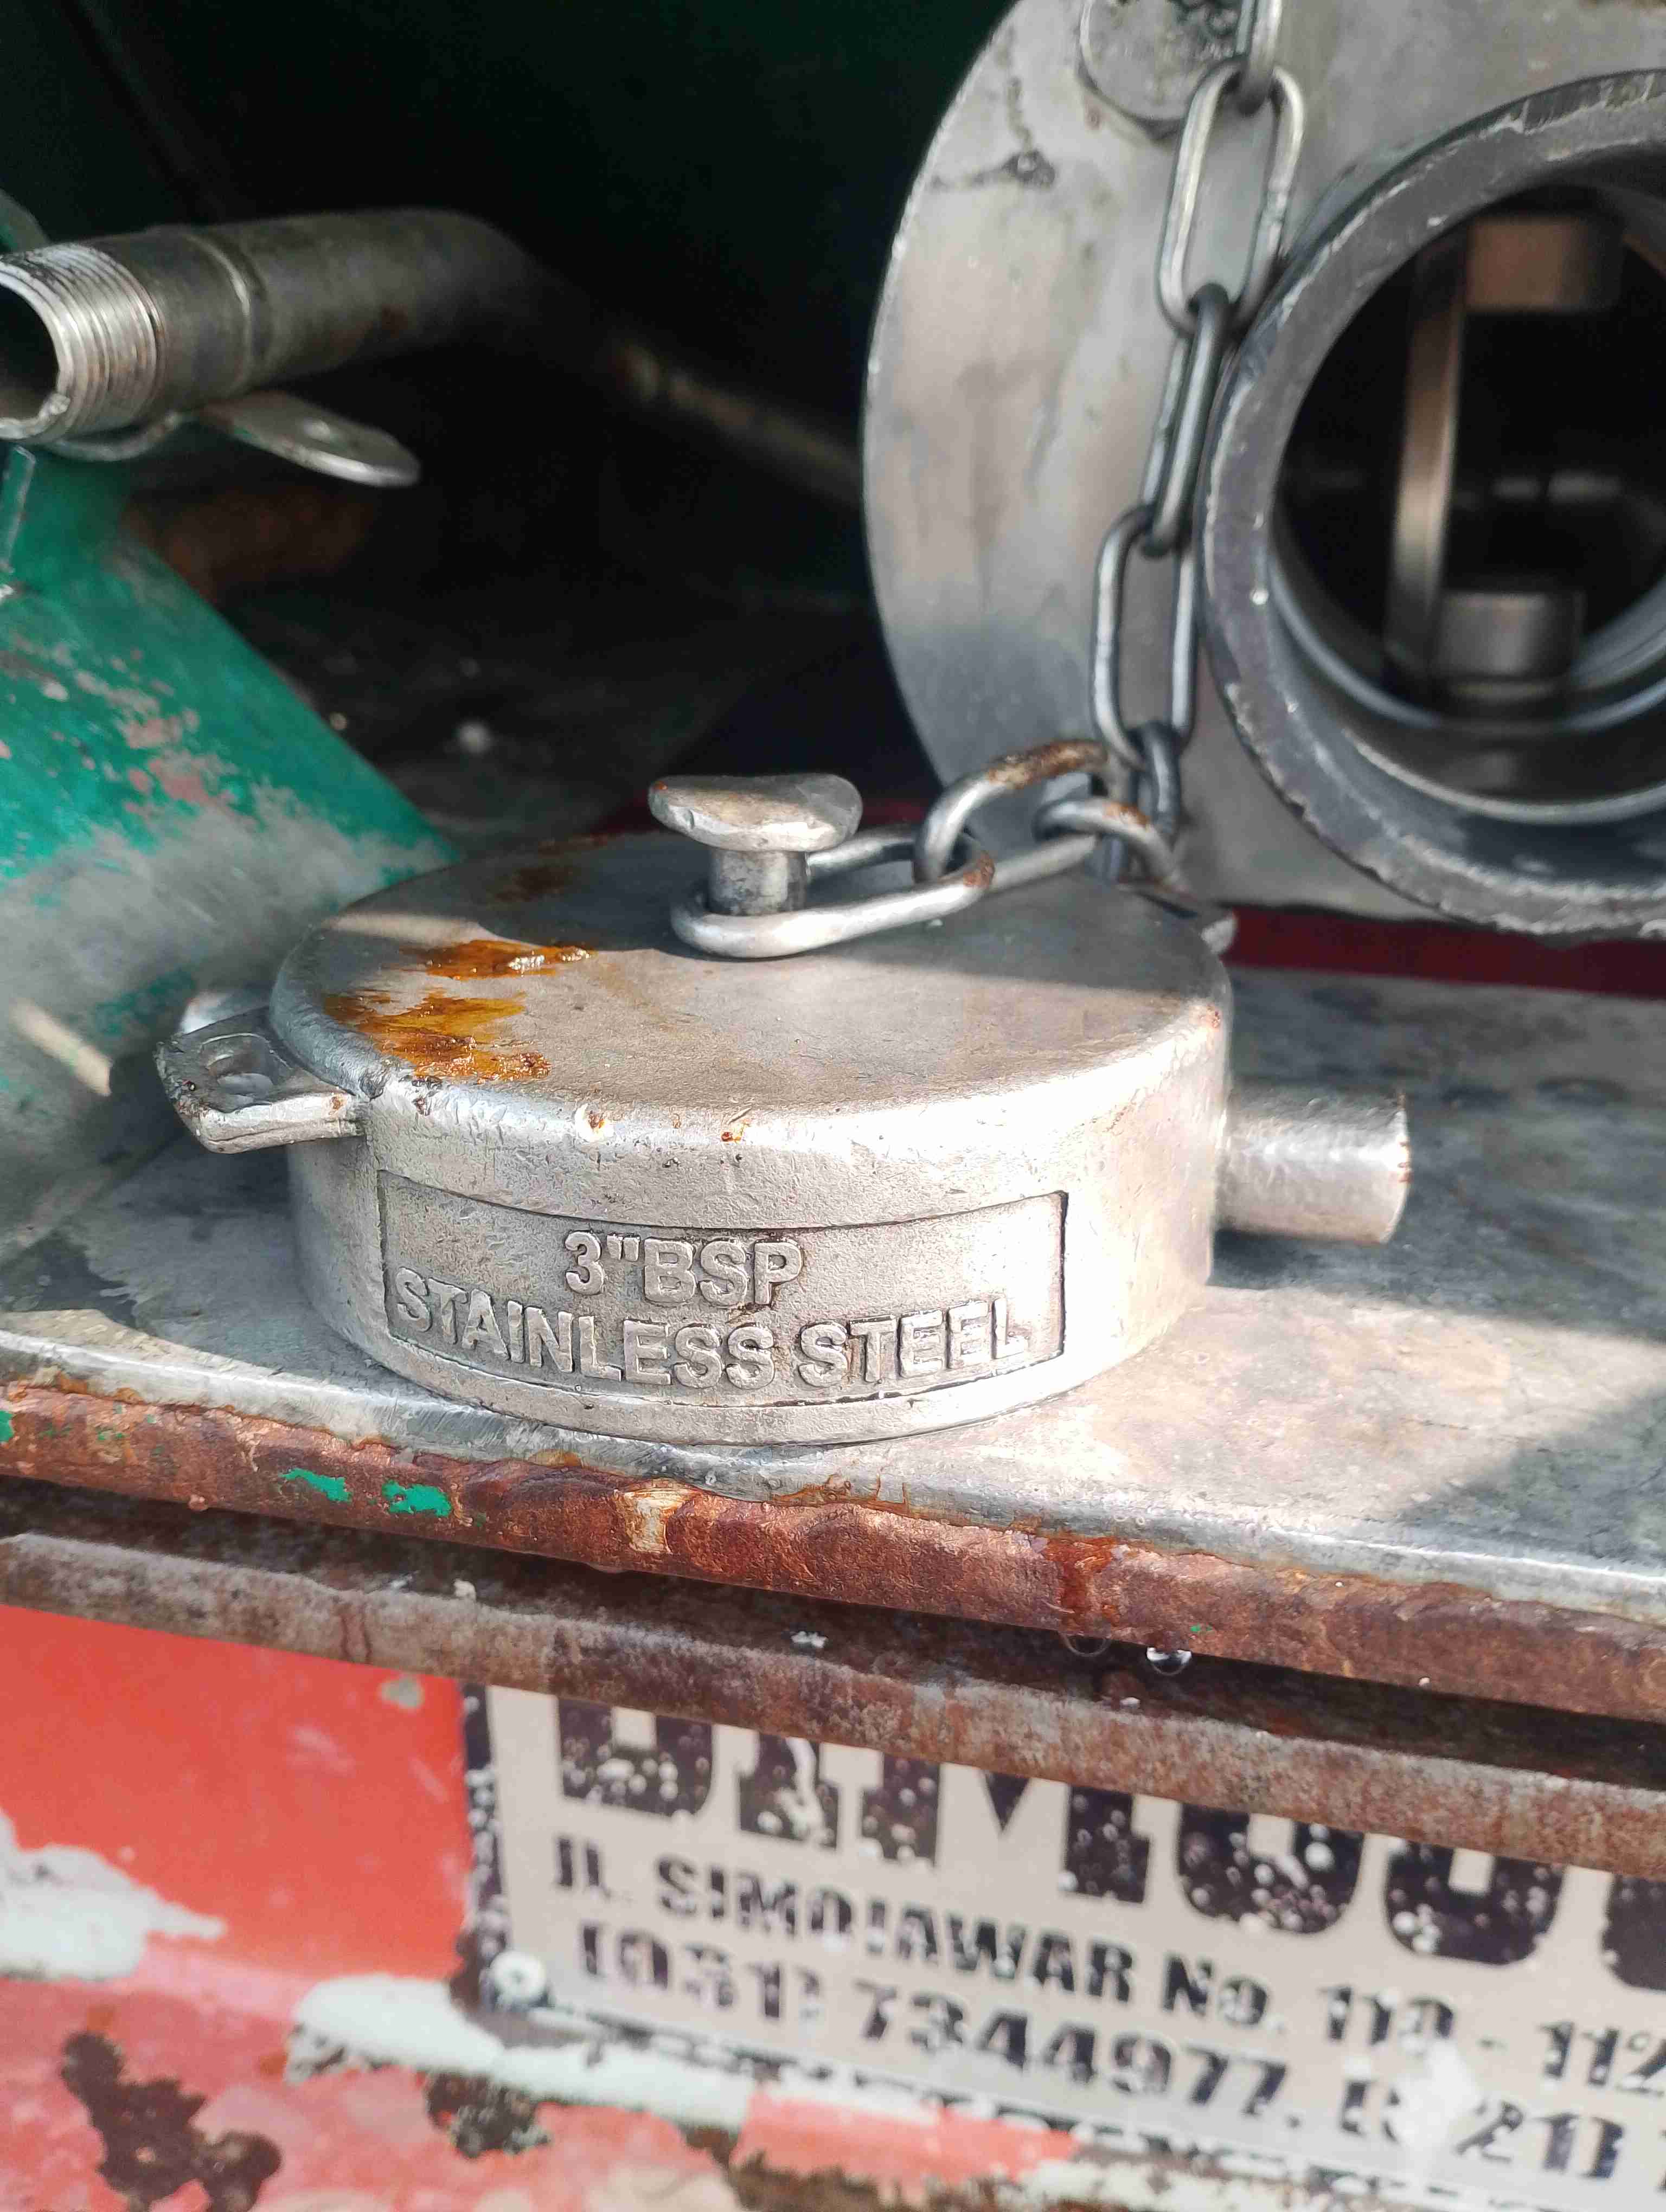 3"BSP
STAINLESS STEEL
JL. SIMOJAWAR No. 110 - 112
(031) 7344977.